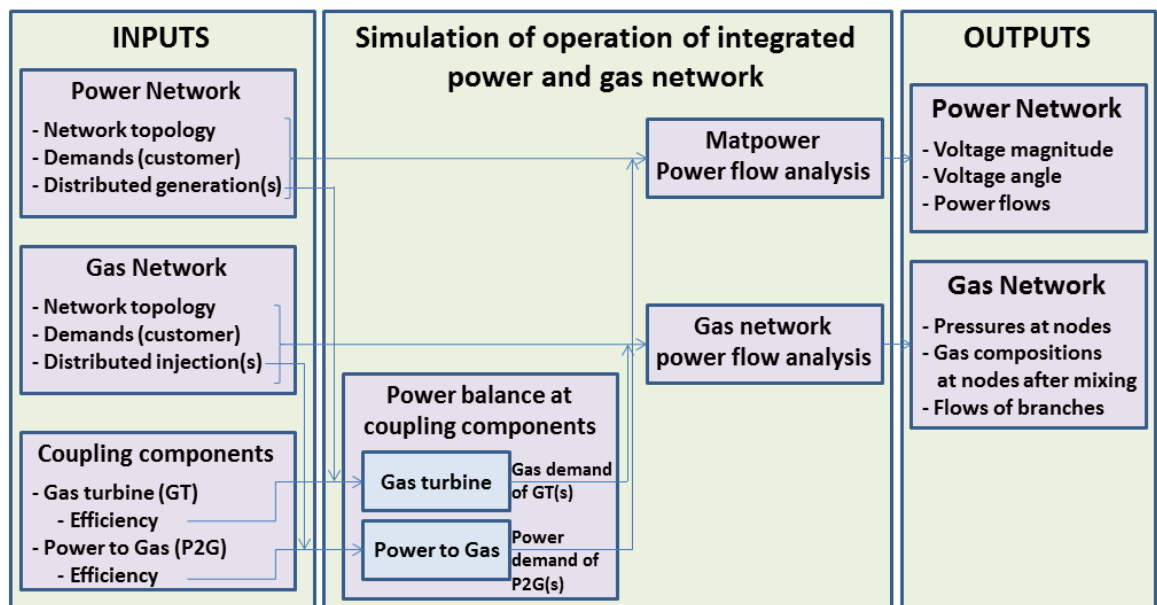 INPUTS
Power Network
- Network topology
- Demands (customer)
- Distributed generation(s)
Gas Network
- Network topology
- Demands (customer)
- Distributed injection(s)
Coupling components
- Gas turbine (GT)
- Efficiency
- Power to Gas (P2G)
- Efficiency
Simulation of operation of integrated
power and gas network
Matpower
Power flow analysis
Gas network
power flow analysis
Power balance at
coupling components
Gas turbine
Gas demand
of GT(s)
Power to Gas
Power
demand of
P2G(s)
OUTPUTS
Power Network
- Voltage magnitude
- Voltage angle
- Power flows
Gas Network
- Pressures at nodes
- Gas compositions
at nodes after mixing
- Flows of branches